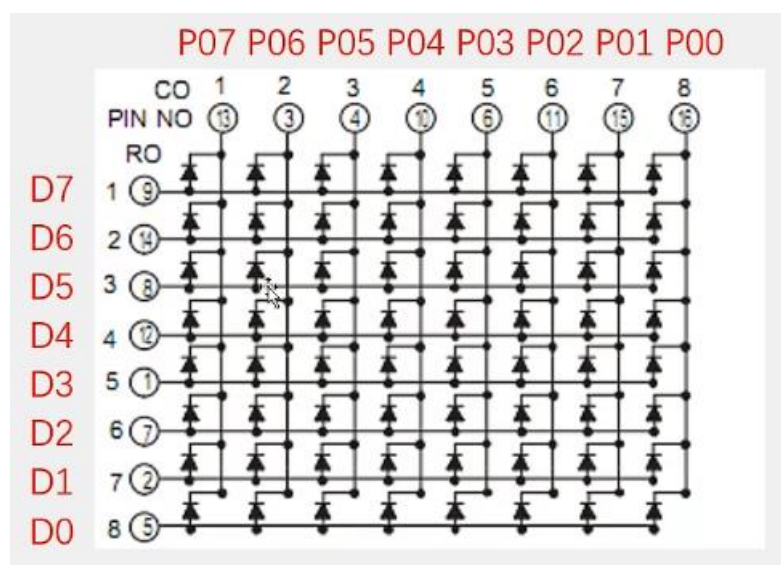 P07 P06 P05 P04 P03 P02 P01 P00
CO 1 2 3 4 5 6 7 8
PIN NO 13 3 4 10 6 11 15 16
RO
D7 1 9
D6 2 14
D5 3 8
D4 4 12
D3 5 1
D2 6 7
D1 7 2
D0 8 5